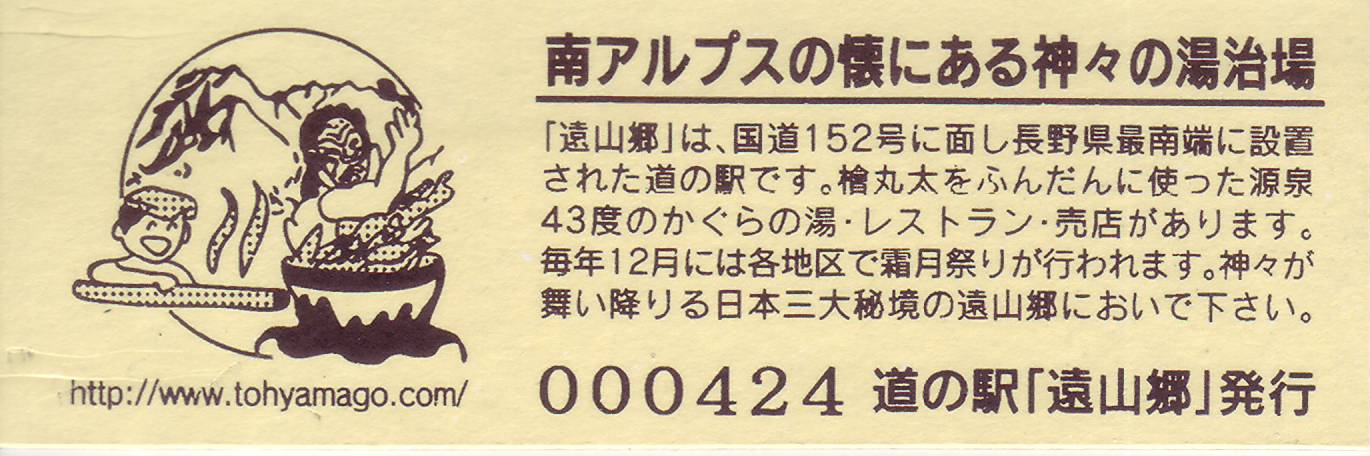 南アルプスの懐にある神々の湯治場
「遠山郷」は、国道152号に面し長野県最南端に設置
された道の駅です。檜丸太をふんだんに使った源泉
43度のかぐらの湯・レストラン・売店があります。
毎年12月には各地区で霜月祭りが行われます。神々が
舞い降りる日本三大秘境の遠山郷においで下さい。
http://www.tohyamago.com/
000424 道の駅「遠山郷」発行